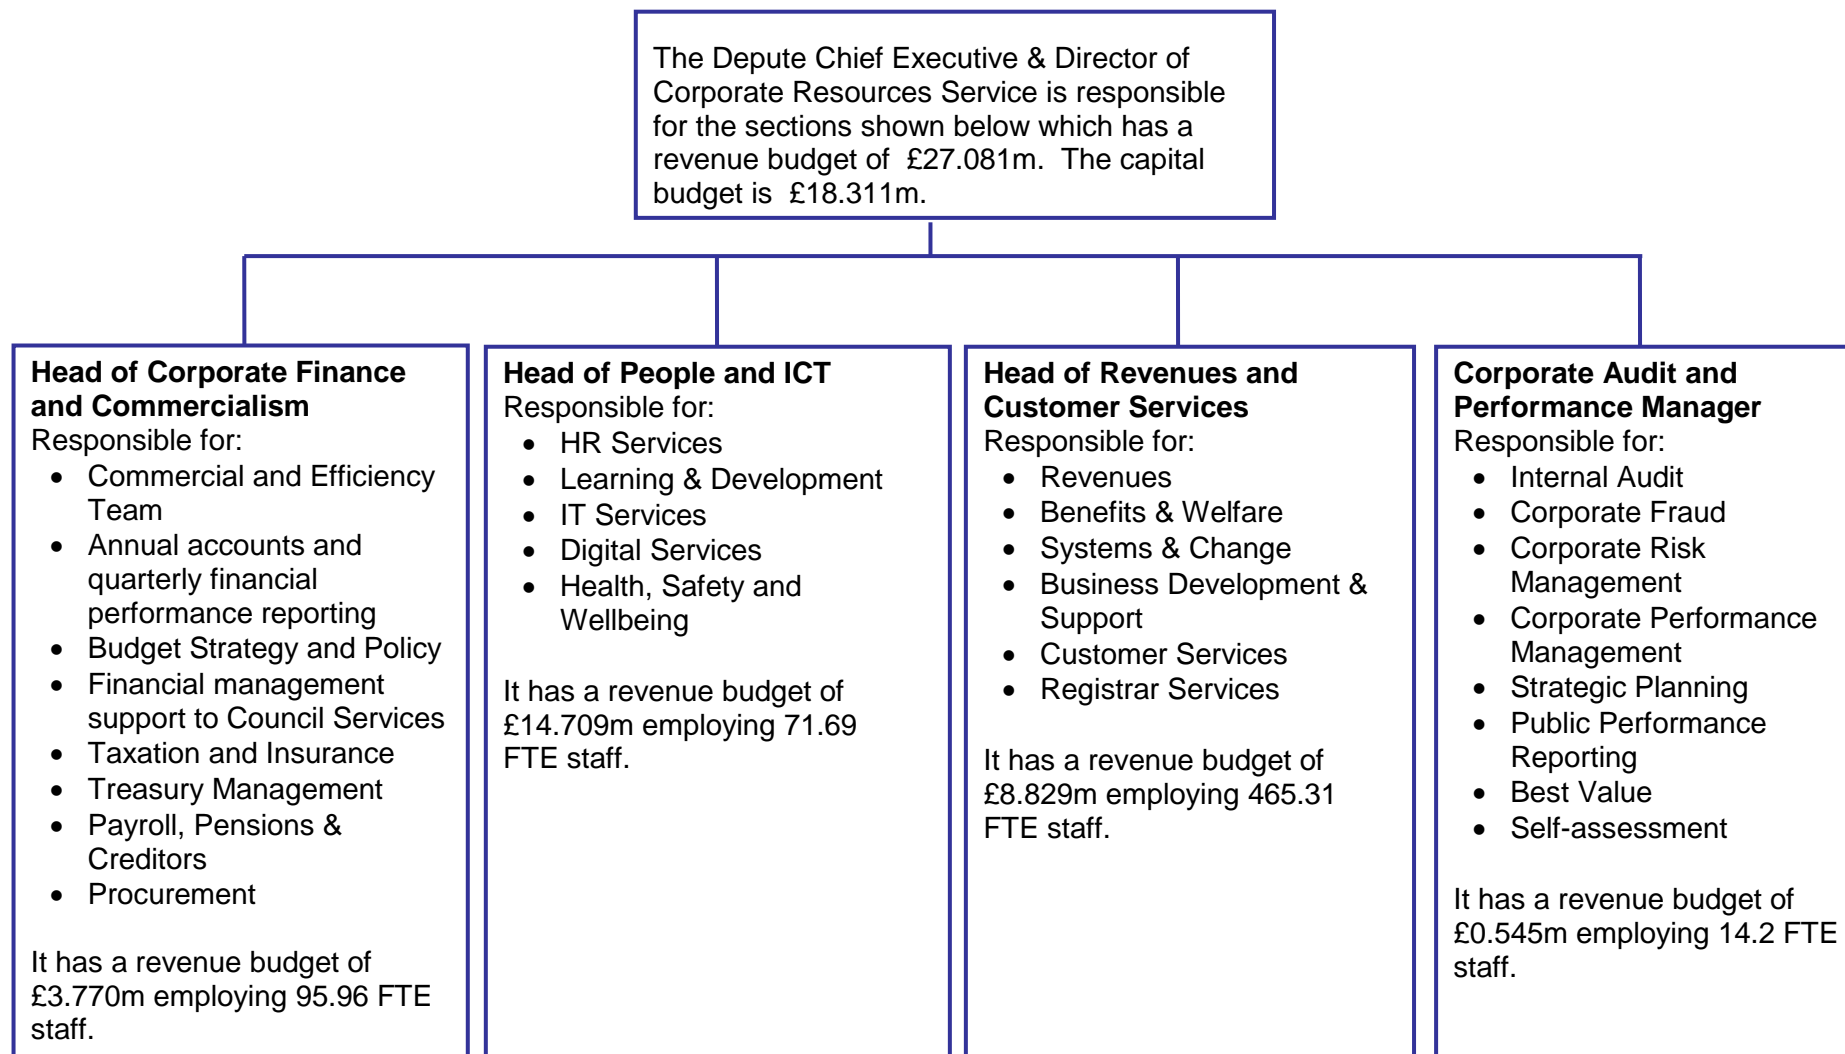 The Depute Chief Executive & Director of
Corporate Resources Service is responsible
for the sections shown below which has a
revenue budget of £27.081m. The capital
budget is £18.311m.
Head of Corporate Finance
and Commercialism
Responsible for:
• Commercial and Efficiency
Team
• Annual accounts and
quarterly financial
performance reporting
• Budget Strategy and Policy
• Financial management
support to Council Services
• Taxation and Insurance
• Treasury Management
• Payroll, Pensions &
Creditors
• Procurement
It has a revenue budget of
£3.770m employing 95.96 FTE
staff.
Head of People and ICT
Responsible for:
• HR Services
• Learning & Development
• IT Services
• Digital Services
• Health, Safety and
Wellbeing
It has a revenue budget of
£14.709m employing 71.69
FTE staff.
Head of Revenues and
Customer Services
Responsible for:
• Revenues
• Benefits & Welfare
• Systems & Change
• Business Development &
Support
• Customer Services
• Registrar Services
It has a revenue budget of
£8.829m employing 465.31
FTE staff.
Corporate Audit and
Performance Manager
Responsible for:
• Internal Audit
• Corporate Fraud
• Corporate Risk
Management
• Corporate Performance
Management
• Strategic Planning
• Public Performance
Reporting
• Best Value
• Self-assessment
It has a revenue budget of
£0.545m employing 14.2 FTE
staff.